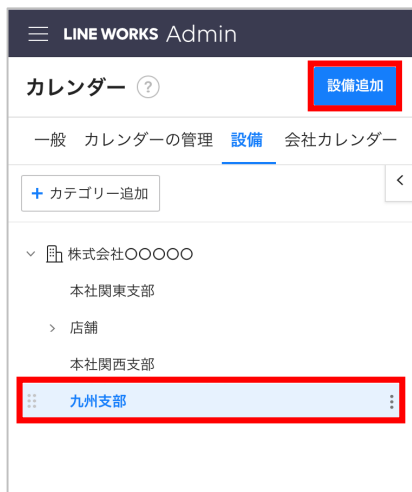 LINE WORKS Admin
カレンダー ?
設備追加
一般 カレンダーの管理 設備 会社カレンダー
+ カテゴリー追加
株式会社〇〇〇〇〇
本社関東支部
店舗
本社関西支部
九州支部